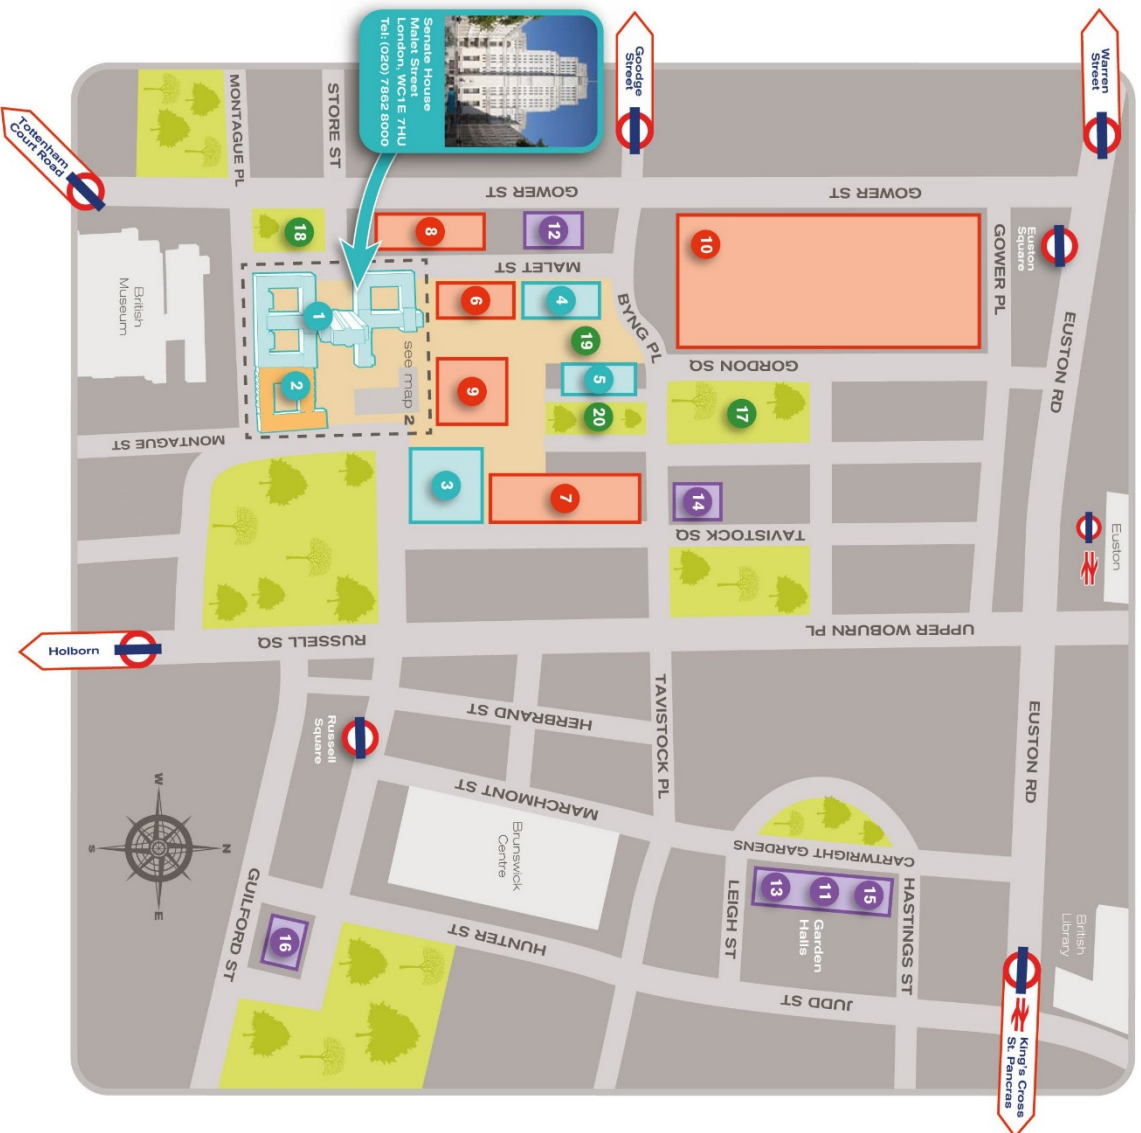 Warren
Street
Goodge
Street
Senate House
Malet Street
London, WC1E 7HU
Tel: (020) 7862 8000
Tottenham
Court Road
MONTAGUE PL
STORE ST
GOWER ST
GOWER ST
Euston
Square
GOWER PL
EUSTON RD
MALET ST
BYNG PL
GORDON SQ
British
Museum
see map 2
MONTAGUE ST
TAVISTOCK SQ
Euston
RUSSELL SQ
UPPER WOBURN PL
Holborn
Russell
Square
HERBRAND ST
TAVISTOCK PL
EUSTON RD
MARCHMONT ST
Brunswick
Centre
CARTWRIGHT GARDENS
LEIGH ST
Garden
Halls
HASTINGS ST
British
Library
GUILFORD ST
HUNTER ST
JUDD ST
King's Cross
St. Pancras
N
E
S
W
1
2
3
4
5
6
7
8
9
10
11
12
13
14
15
16
17
18
19
20